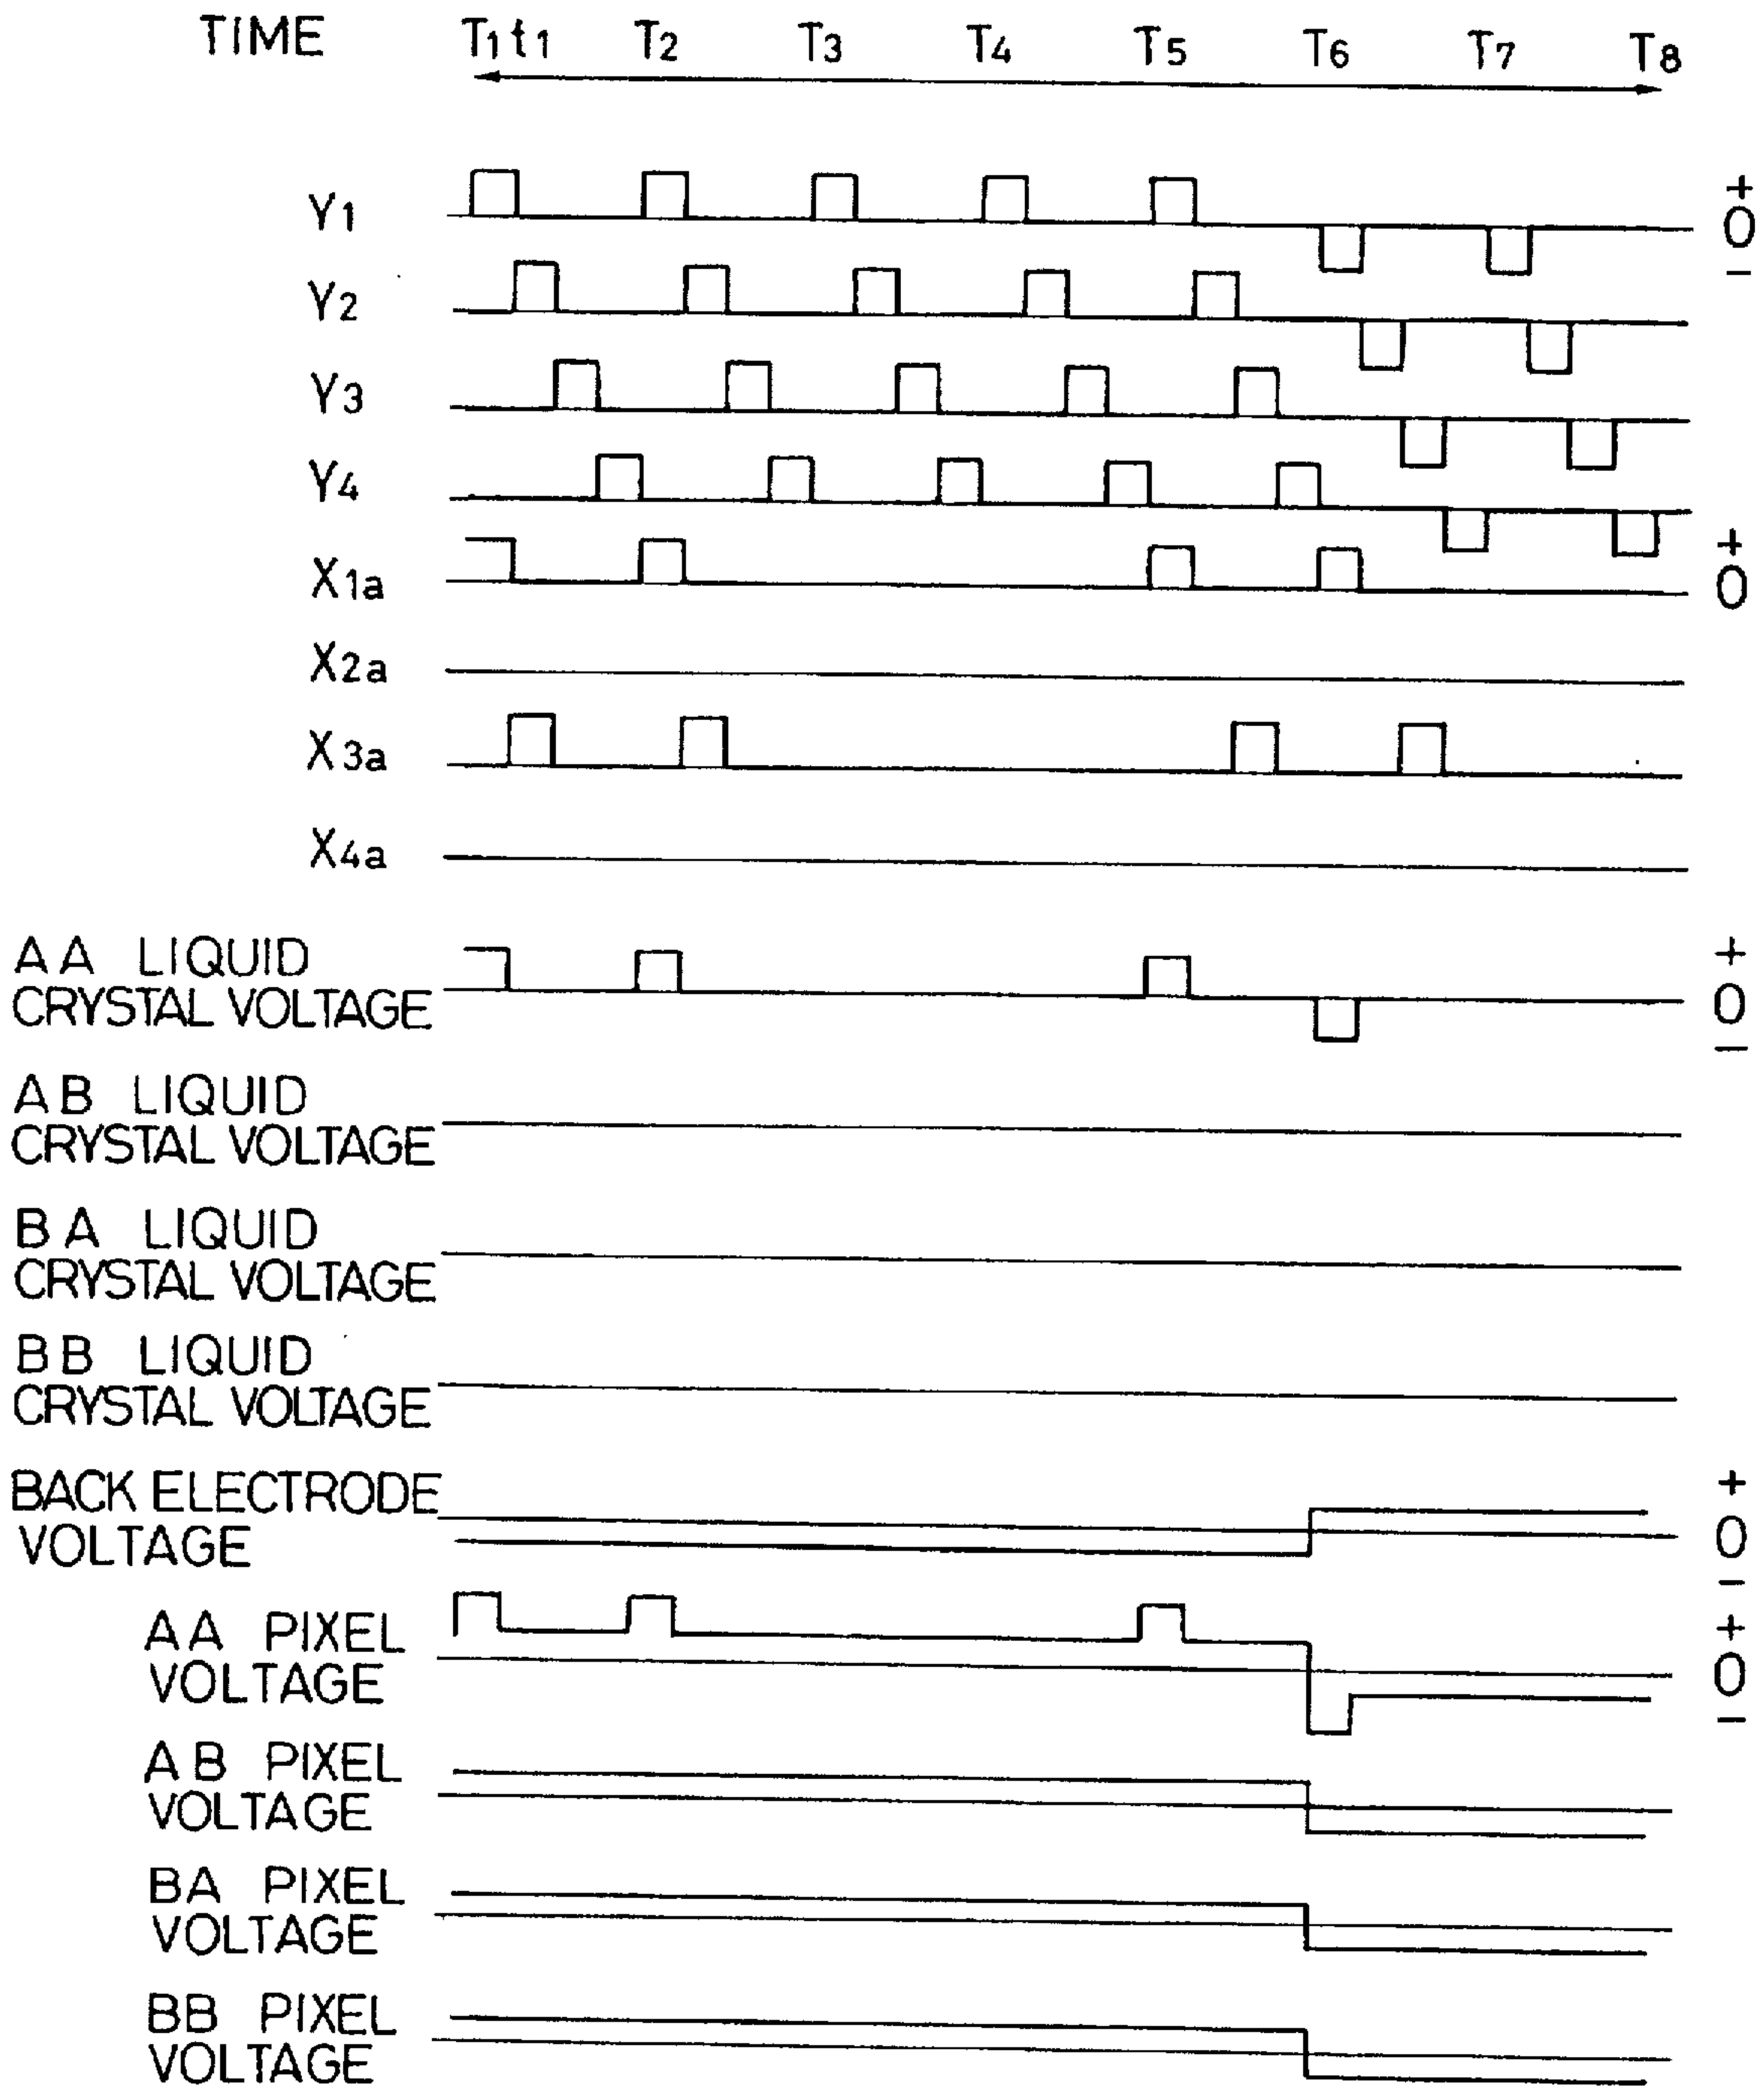 TIME T1 t1 T2 T3 T4 T5 T6 T7 T8
Y1 + 0 −
Y2
Y3
Y4
X1a + 0
X2a
X3a
X4a
AA LIQUID
CRYSTAL VOLTAGE + 0 −
AB LIQUID
CRYSTAL VOLTAGE
BA LIQUID
CRYSTAL VOLTAGE
BB LIQUID
CRYSTAL VOLTAGE
BACK ELECTRODE
VOLTAGE + 0 −
AA PIXEL
VOLTAGE + 0 −
AB PIXEL
VOLTAGE
BA PIXEL
VOLTAGE
BB PIXEL
VOLTAGE